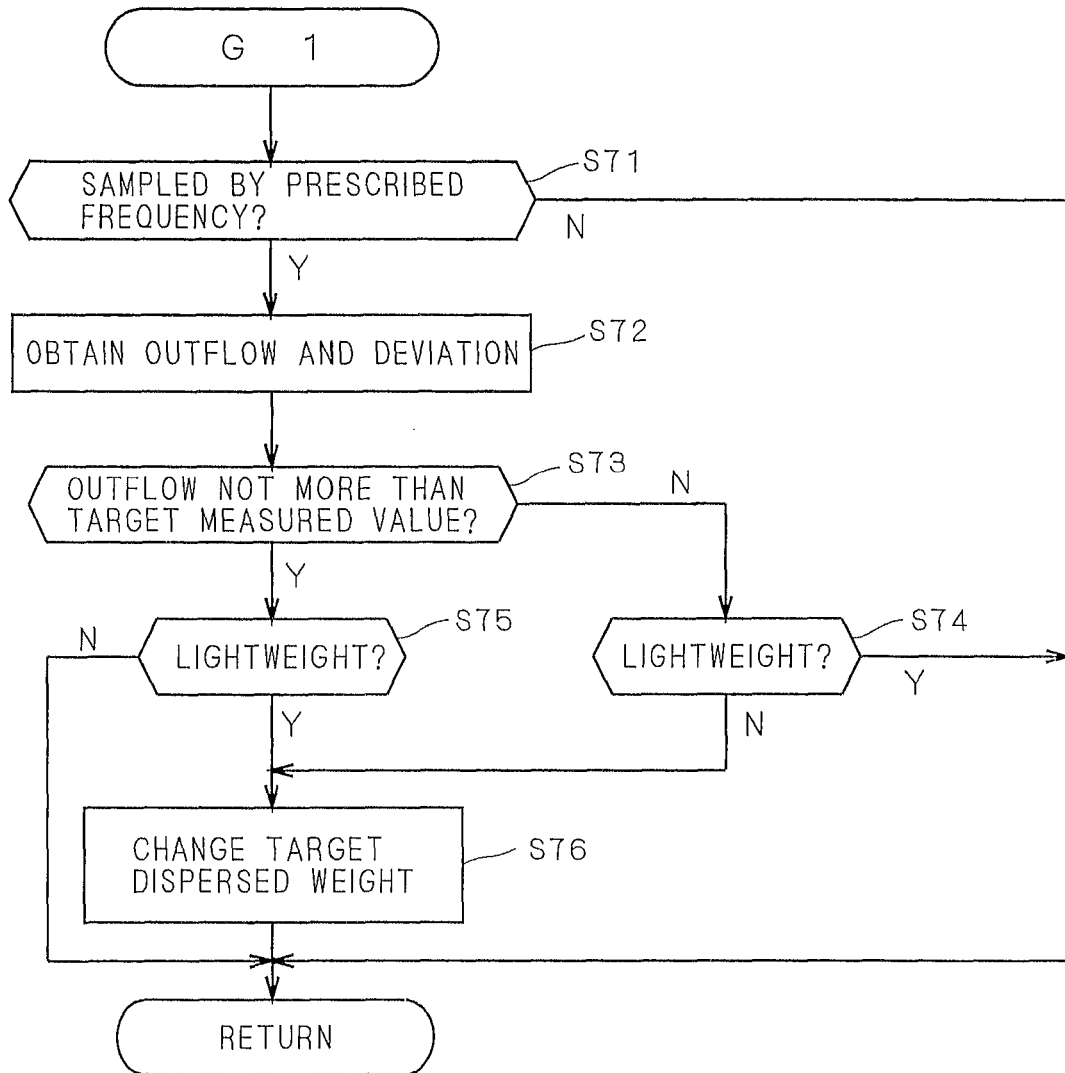 G 1
S71
SAMPLED BY PRESCRIBED
FREQUENCY?
N
Y
S72
OBTAIN OUTFLOW AND DEVIATION
S73
OUTFLOW NOT MORE THAN
TARGET MEASURED VALUE?
N
Y
S75
S74
N
LIGHTWEIGHT?
LIGHTWEIGHT?
Y
Y
N
CHANGE TARGET
DISPERSED WEIGHT
S76
RETURN